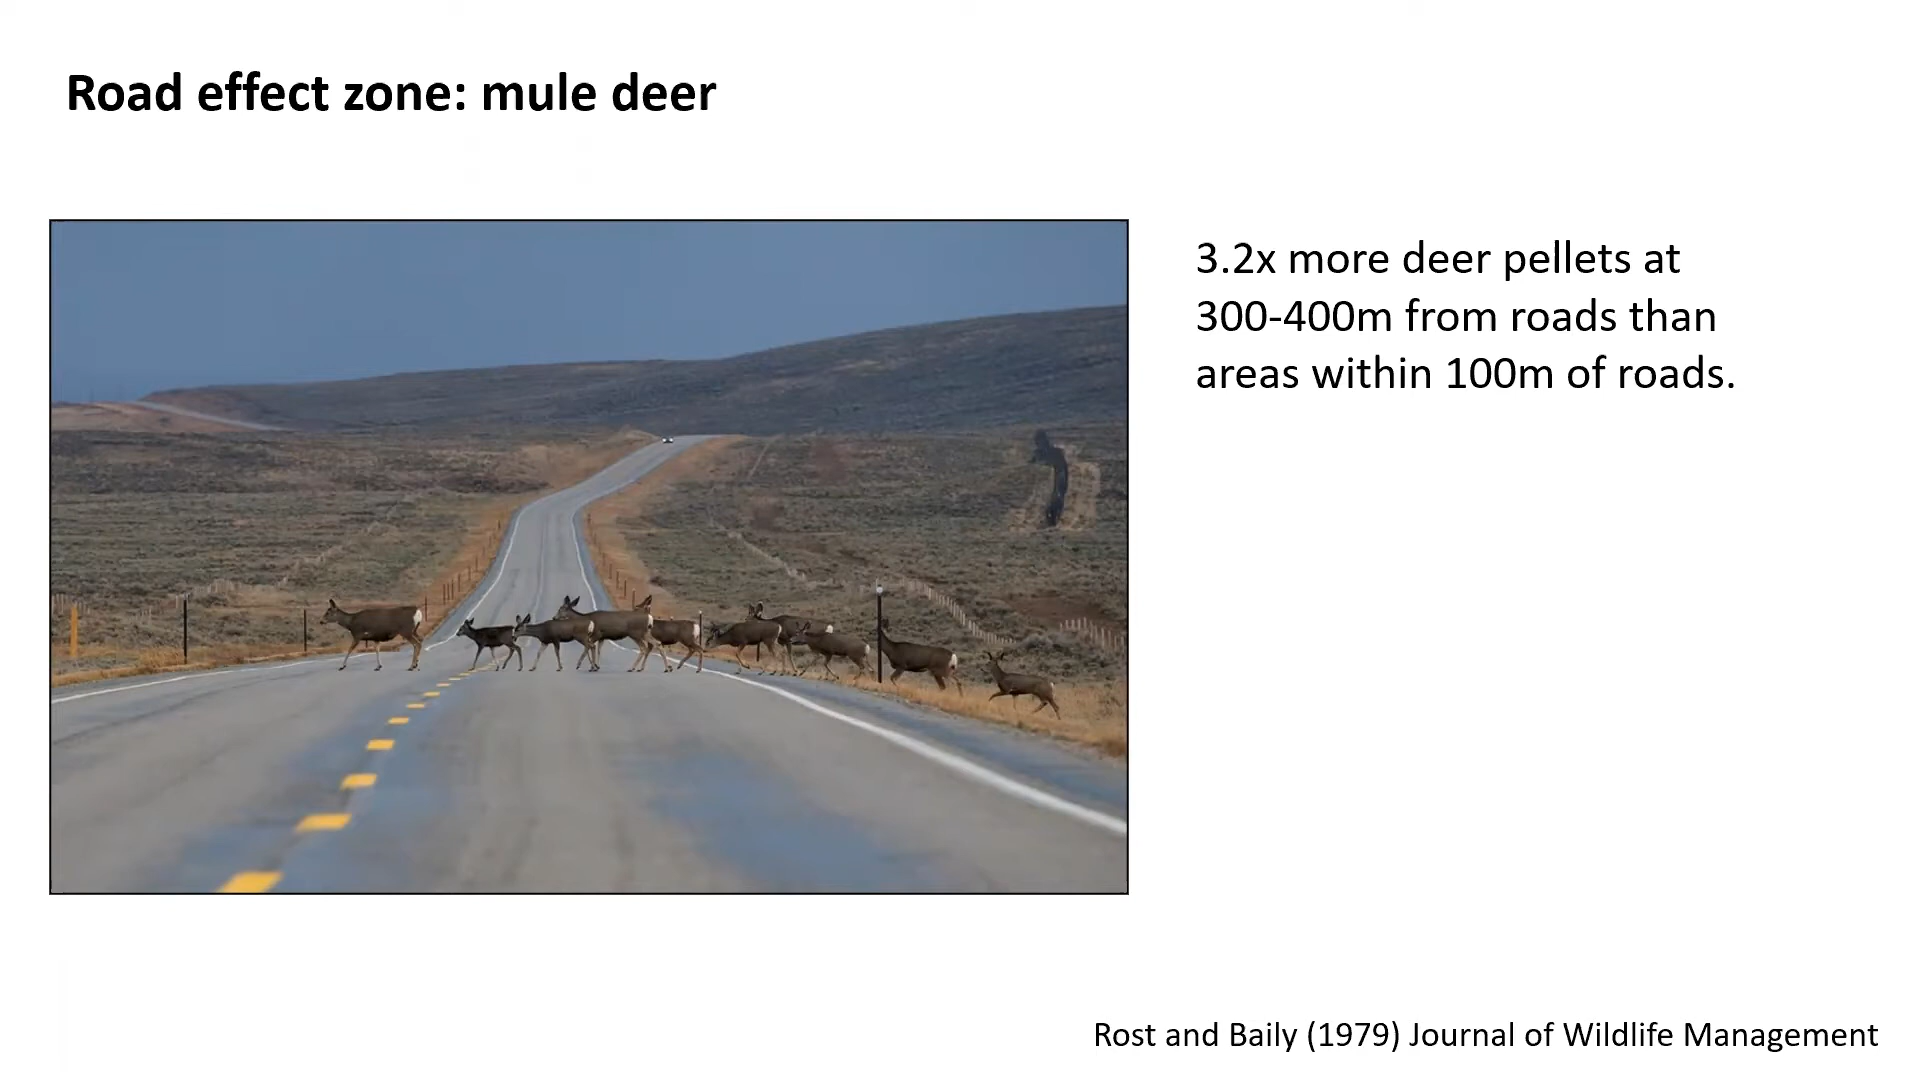 Road effect zone: mule deer
3.2x more deer pellets at
300-400m from roads than
areas within 100m of roads.
Rost and Baily (1979) Journal of Wildlife Management